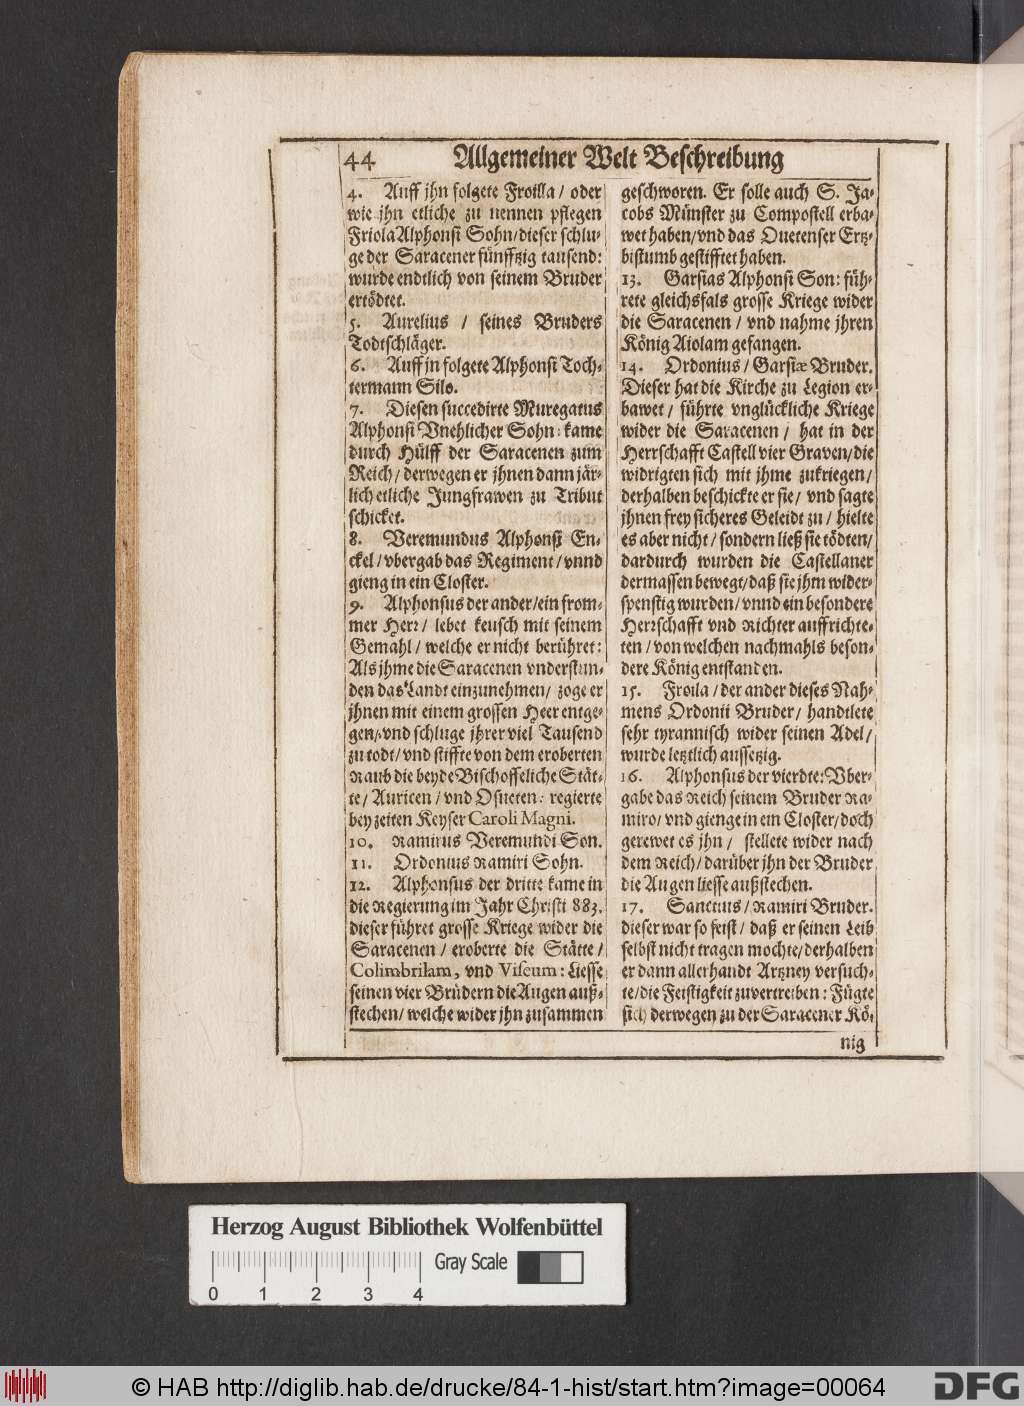 44 Allgemeiner Welt Beschreibung
4. Auff jhn folgete Froilla / oder
wie jhn etliche zu nennen pflegen
Friola Alphonsi Sohn / dieser schlu-
ge der Saracener fünfftzig tausend:
wurde endtlich von seinem Bruder
ertödtet.
5. Aurelius / seines Bruders
Todtschläger.
6. Auff jn folgete Alphonsi Toch-
termann Silo.
7. Diesen succedirte Muregatus
Alphonsi Vnehlicher Sohn: kame
durch Hülff der Saracenen zum
Reich / derwegen er jhnen dann jär-
lich etliche Jungfrawen zu Tribut
schicket.
8. Veremundus Alphonsi En-
ckel / vbergab das Regiment / vnnd
gieng in ein Closter.
9. Alphonsus der ander / ein from-
mer Herr / lebet keusch mit seinem
Gemahl / welche er nicht berühret:
Als jhme die Saracenen vnderstun-
den das Landt einzunehmen / zoge er
jhnen mit einem grossen Heer entge-
gen / vnd schluge jhrer viel Tausend
zu todt / vnd stiffte von dem eroberten
Raub die beyde Bischoffeliche Stät-
te / Auricen / vnd Osueten: regierte
bey zeiten Keyser Caroli Magni.
10. Ramirus Veremundi Son.
11. Ordonius Ramiri Sohn.
12. Alphonsus der dritte kame in
die Regierung im Jahr Christi 883.
dieser führet grosse Kriege wider die
Saracenen / eroberte die Stätte /
Colimbriam, vnd Viseum: Liesse
seinen vier Brüdern die Augen auß-
stechen / welche wider jhn zusammen
geschworen. Er solle auch S. Ja-
cobs Münster zu Compostell erba-
wet haben / vnd das Ouetenser Ertz-
bistumb gestifftet haben.
13. Garsias Alphonsi Son: füh-
rete gleichsfals grosse Kriege wider
die Saracenen / vnd nahme jhren
König Aiolam gefangen.
14. Ordonius / Garsiæ Bruder.
Dieser hat die Kirche zu Legion er-
bawet / führte vnglückliche Kriege
wider die Saracenen / hat in der
Herrschafft Castell vier Graven / die
widrigten sich mit jhme zukriegen /
derhalben beschickte er sie / vnd sagte
jhnen frey sicheres Geleidt zu / hielte
es aber nicht / sondern ließ sie tödten /
dardurch wurden die Castellaner
dermassen bewegt / daß sie jhm wider-
spenstig wurden / vnnd ein besondere
Herrschafft vnd Richter auffrichte-
ten / von welchen nachmahls beson-
dere König entstanden.
15. Froila / der ander dieses Nah-
mens Ordonii Bruder / handtlete
sehr tyrannisch wider seinen Adel /
wurde letztlich aussetzig.
16. Alphonsus der vierdte: Vber-
gabe das Reich seinem Bruder Ra-
miro / vnd gienge in ein Closter / doch
gerewet es jhn / stellete wider nach
dem Reich / darüber jhn der Bruder
die Augen liesse außstechen.
17. Sanctius / Ramiri Bruder.
dieser war so feist / daß er seinen Leib
selbst nicht tragen mochte / derhalben
er dann allerhandt Artzney versuch-
te / die Feistigkeit zuvertreiben: Fügte
sich derwegen zu der Saracener Kö-
nig
Herzog August Bibliothek Wolfenbüttel
Gray Scale
0 1 2 3 4
© HAB http://diglib.hab.de/drucke/84-1-hist/start.htm?image=00064
DFG